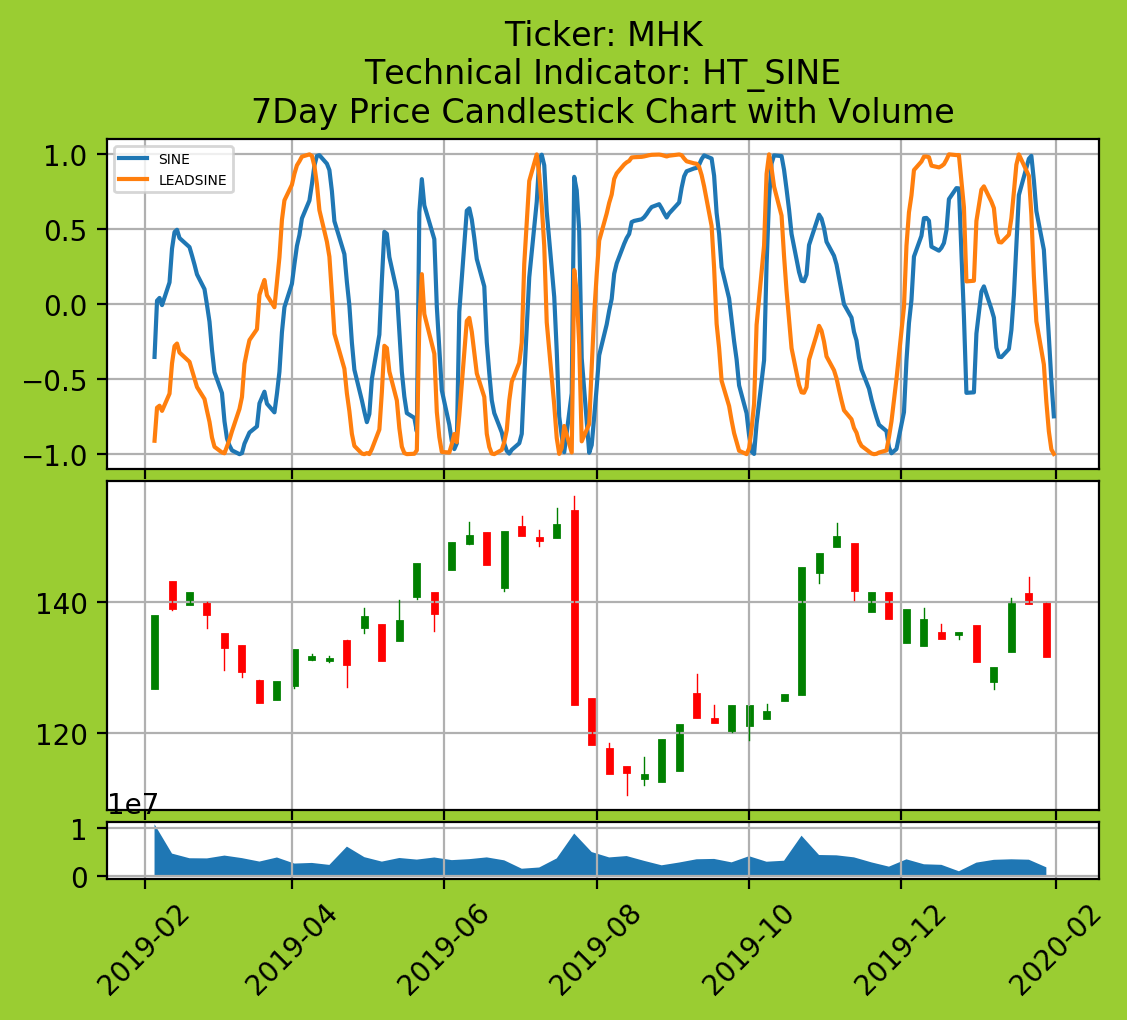 Ticker: MHK
Technical Indicator: HT_SINE
7Day Price Candlestick Chart with Volume
1.0
0.5
0.0
−0.5
−1.0
SINE
LEADSINE
140
120
1e7
1
0
2019-02
2019-04
2019-06
2019-08
2019-10
2019-12
2020-02